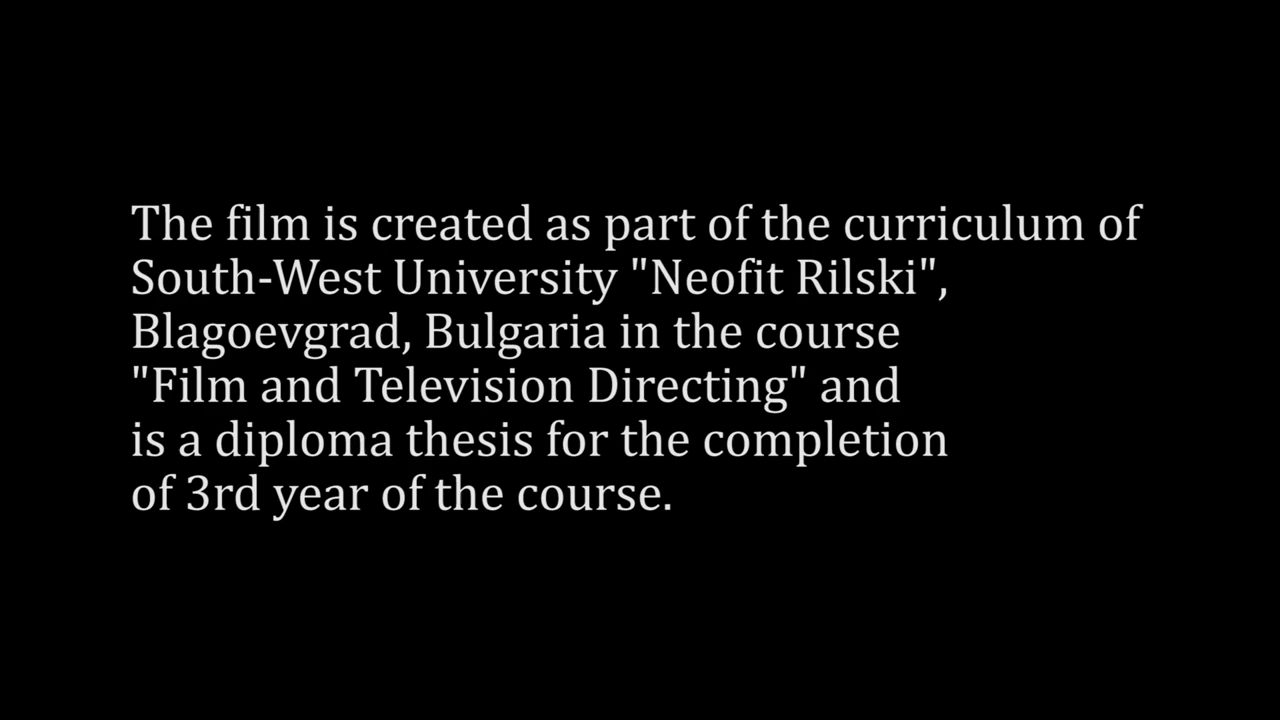 The film is created as part of the curriculum of
South-West University "Neofit Rilski",
Blagoevgrad, Bulgaria in the course
"Film and Television Directing" and
is a diploma thesis for the completion
of 3rd year of the course.